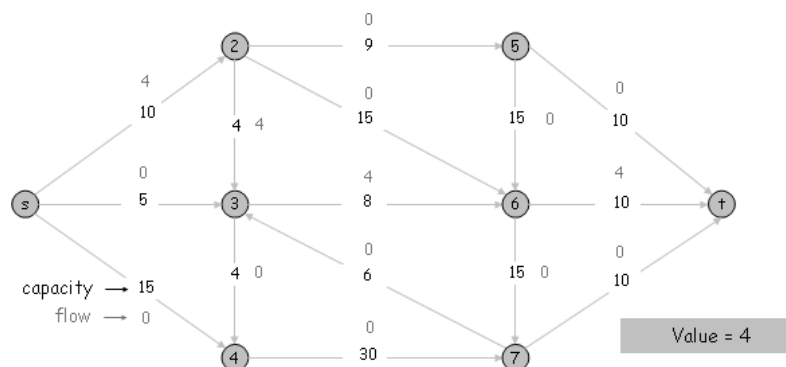 0
2 9 5
4 0 0
10 15 10
4 4 15 0
0 4 4
s 5 3 8 6 10 t
0 0
4 0 6 15 0 10
capacity → 15
flow → 0
0
4 30 7
Value = 4